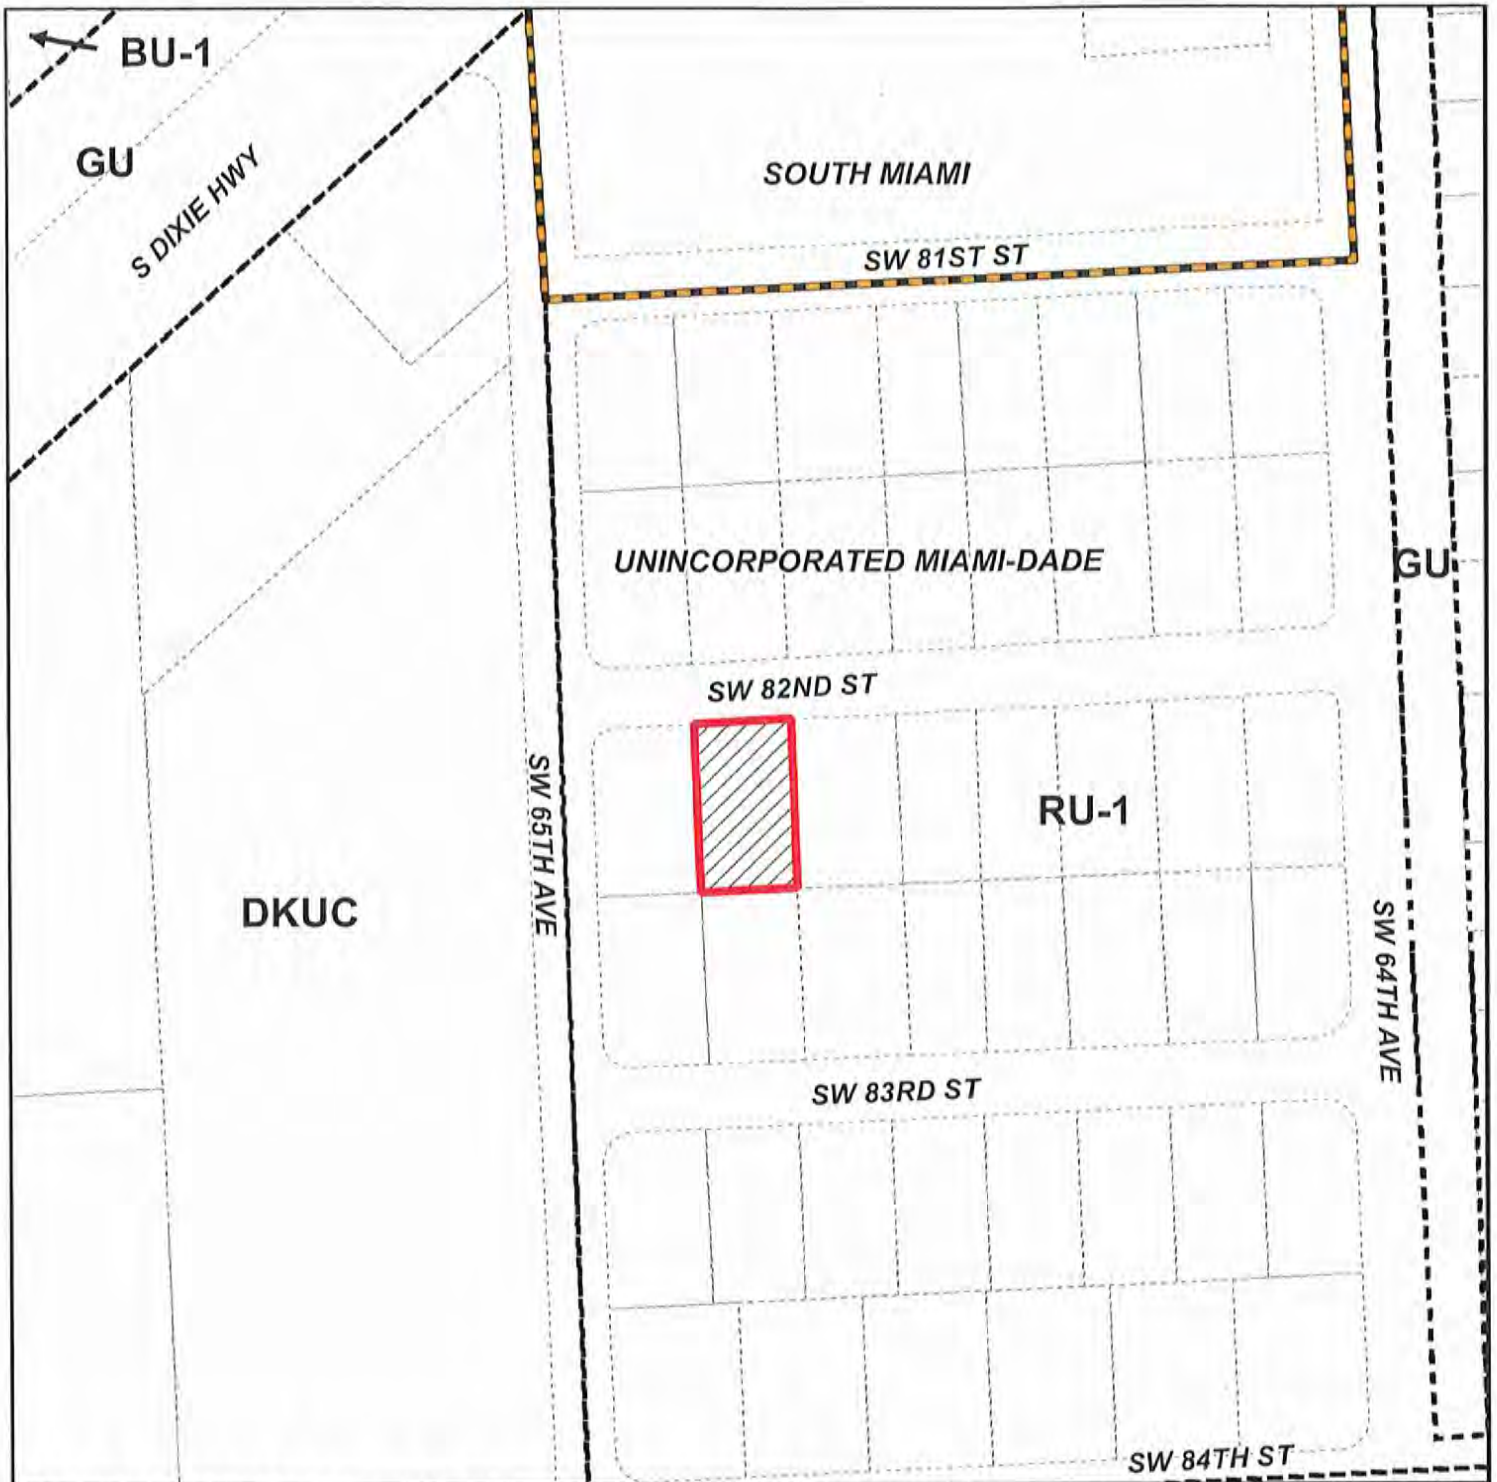 BU-1
GU
S DIXIE HWY
SOUTH MIAMI
SW 81ST ST
UNINCORPORATED MIAMI-DADE
GU
SW 82ND ST
SW 65TH AVE
RU-1
DKUC
SW 64TH AVE
SW 83RD ST
SW 84TH ST